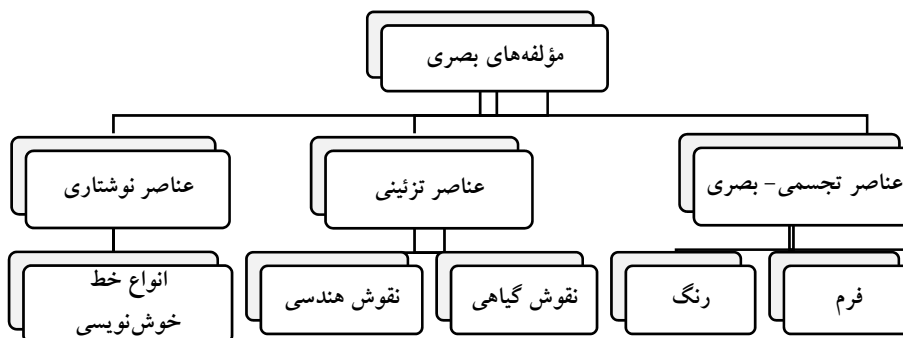 مؤلفه‌های بصری
عناصر تجسمی- بصری
عناصر تزئینی
عناصر نوشتاری
فرم
رنگ
نقوش گیاهی
نقوش هندسی
انواع خط
خوش‌نویسی